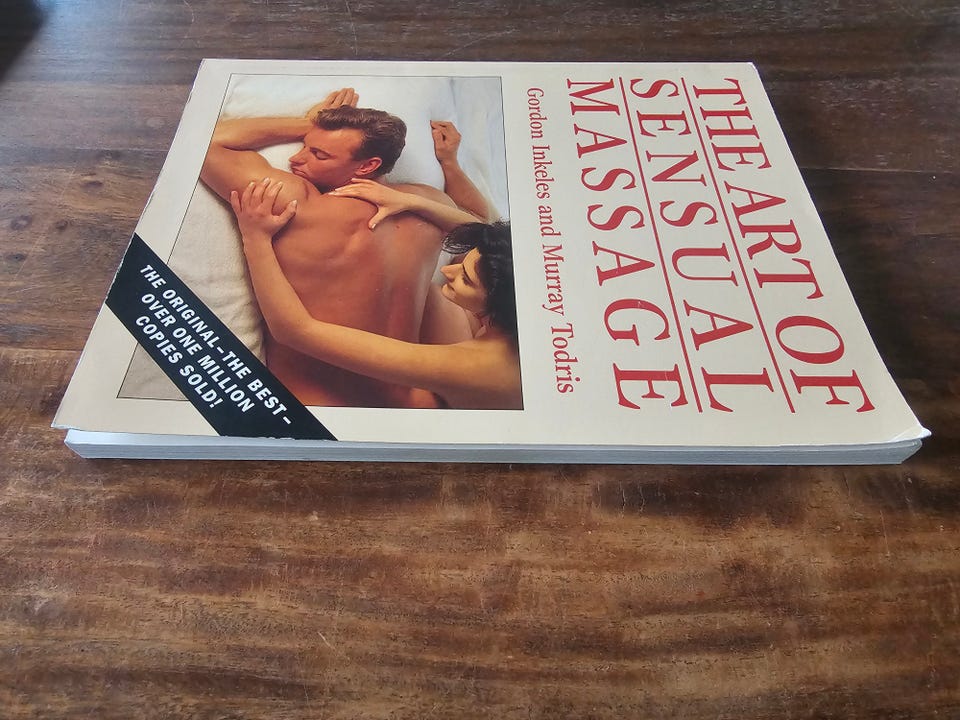 THE ART OF
SENSUAL
MASSAGE
Gordon Inkeles and Murray Todris
THE ORIGINAL–THE BEST–
OVER ONE MILLION
COPIES SOLD!